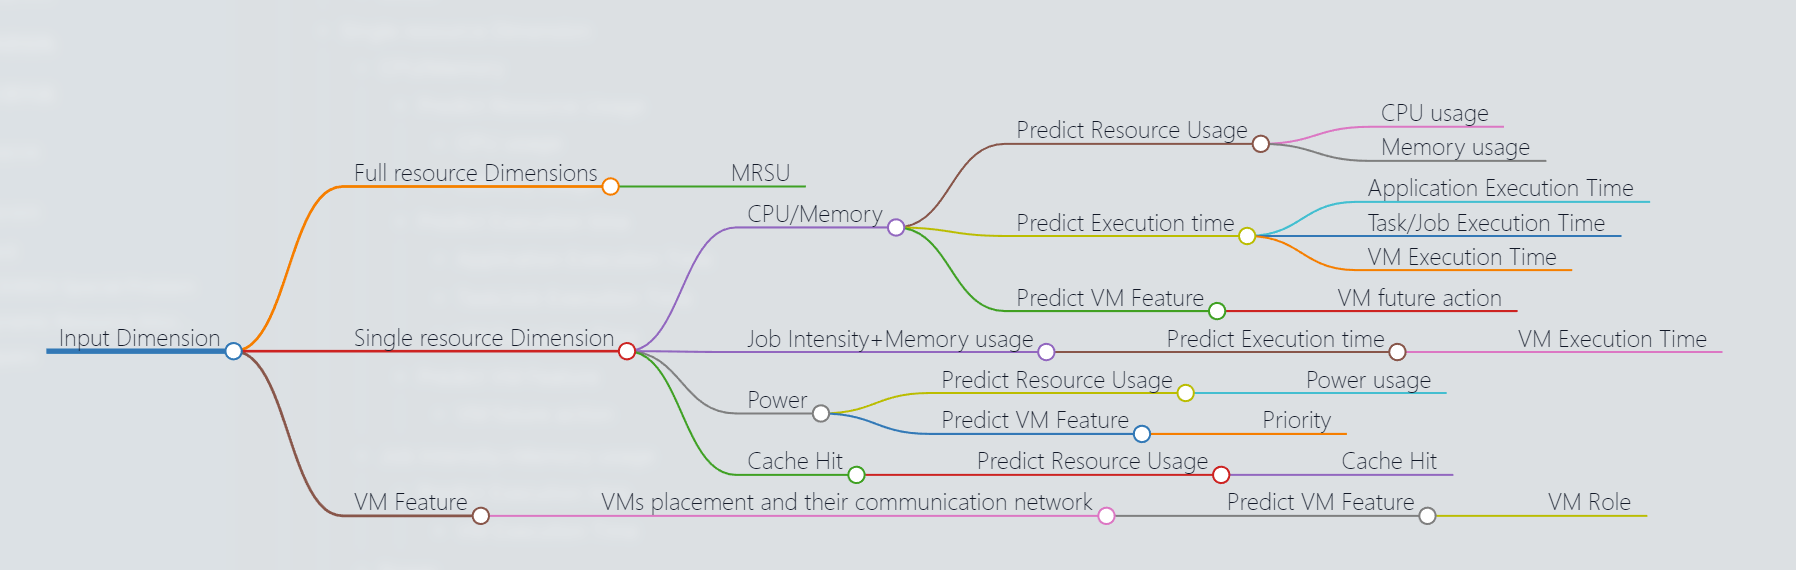 Input Dimension
Full resource Dimensions
MRSU
Single resource Dimension
CPU/Memory
Predict Resource Usage
CPU usage
Memory usage
Predict Execution time
Application Execution Time
Task/Job Execution Time
VM Execution Time
Predict VM Feature
VM future action
Job Intensity+Memory usage
Predict Execution time
VM Execution Time
Power
Predict Resource Usage
Power usage
Predict VM Feature
Priority
Cache Hit
Predict Resource Usage
Cache Hit
VM Feature
VMs placement and their communication network
Predict VM Feature
VM Role